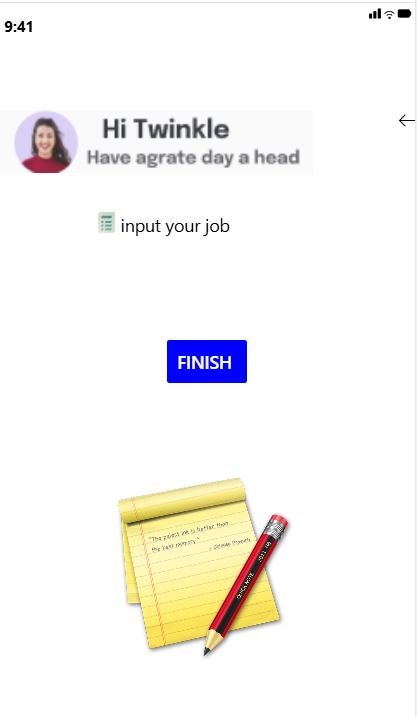 9:41
Hi Twinkle
Have agrate day a head
input your job
FINISH
"The palest ink is better than
the best memory."
- Chinese Proverb